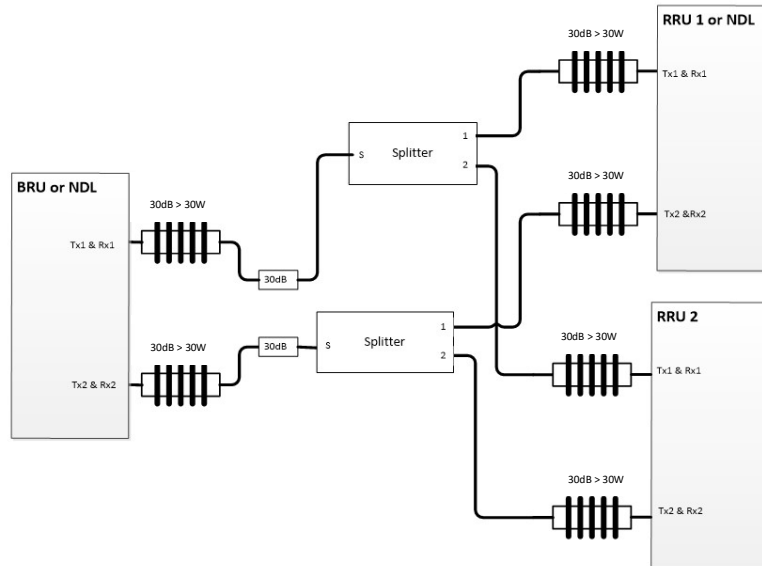 RRU 1 or NDL
30dB > 30W
Tx1 & Rx1
1
S
Splitter
2
30dB > 30W
Tx2 &Rx2
BRU or NDL
30dB > 30W
Tx1 & Rx1
30dB
RRU 2
1
S
Splitter
2
30dB > 30W
30dB
30dB > 30W
Tx1 & Rx1
Tx2 & Rx2
30dB > 30W
Tx2 & Rx2